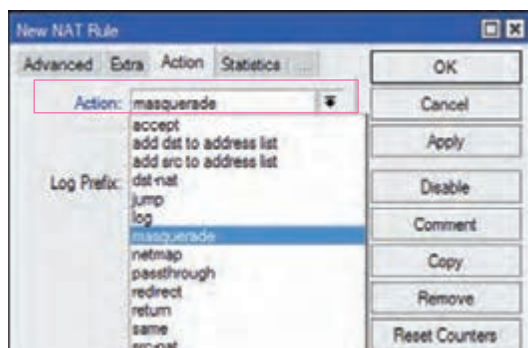 New NAT Rule
Advanced Extra Action Statistics ...
OK
Action: masquerade
Cancel
accept
add dst to address list
Apply
add src to address list
Log Prefix: dst-nat
Disable
jump
log
Comment
masquerade
netmap
Copy
passthrough
redirect
Remove
return
same
Reset Counters
src-nat